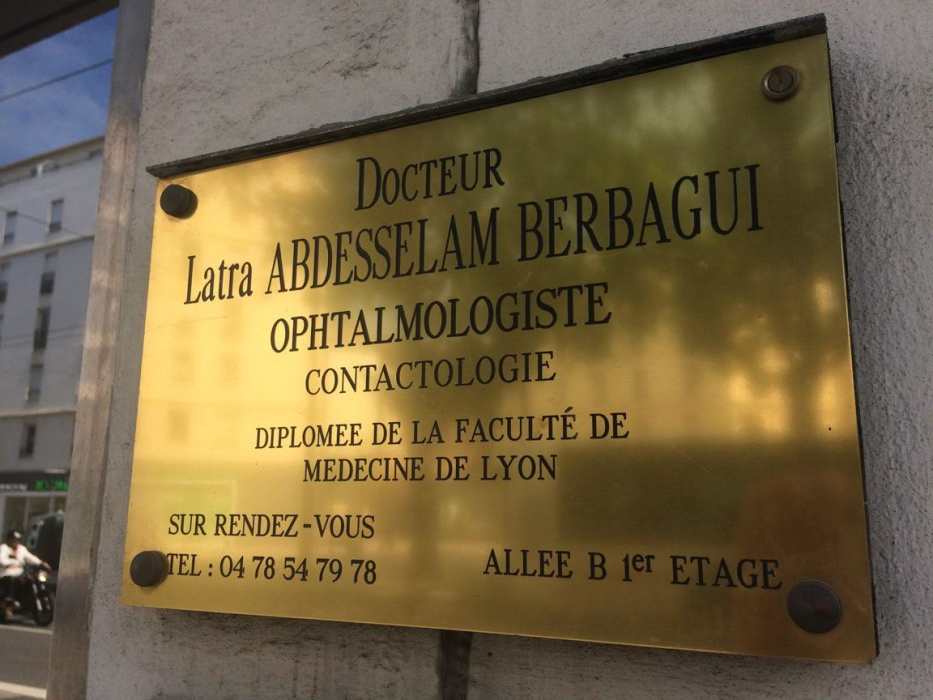 DOCTEUR
Latra ABDESSELAM BERBAGUI
OPHTALMOLOGISTE
CONTACTOLOGIE
DIPLOMEE DE LA FACULTÉ DE
MEDECINE DE LYON
SUR RENDEZ-VOUS
TEL : 04 78 54 79 78
ALLEE B 1er ETAGE